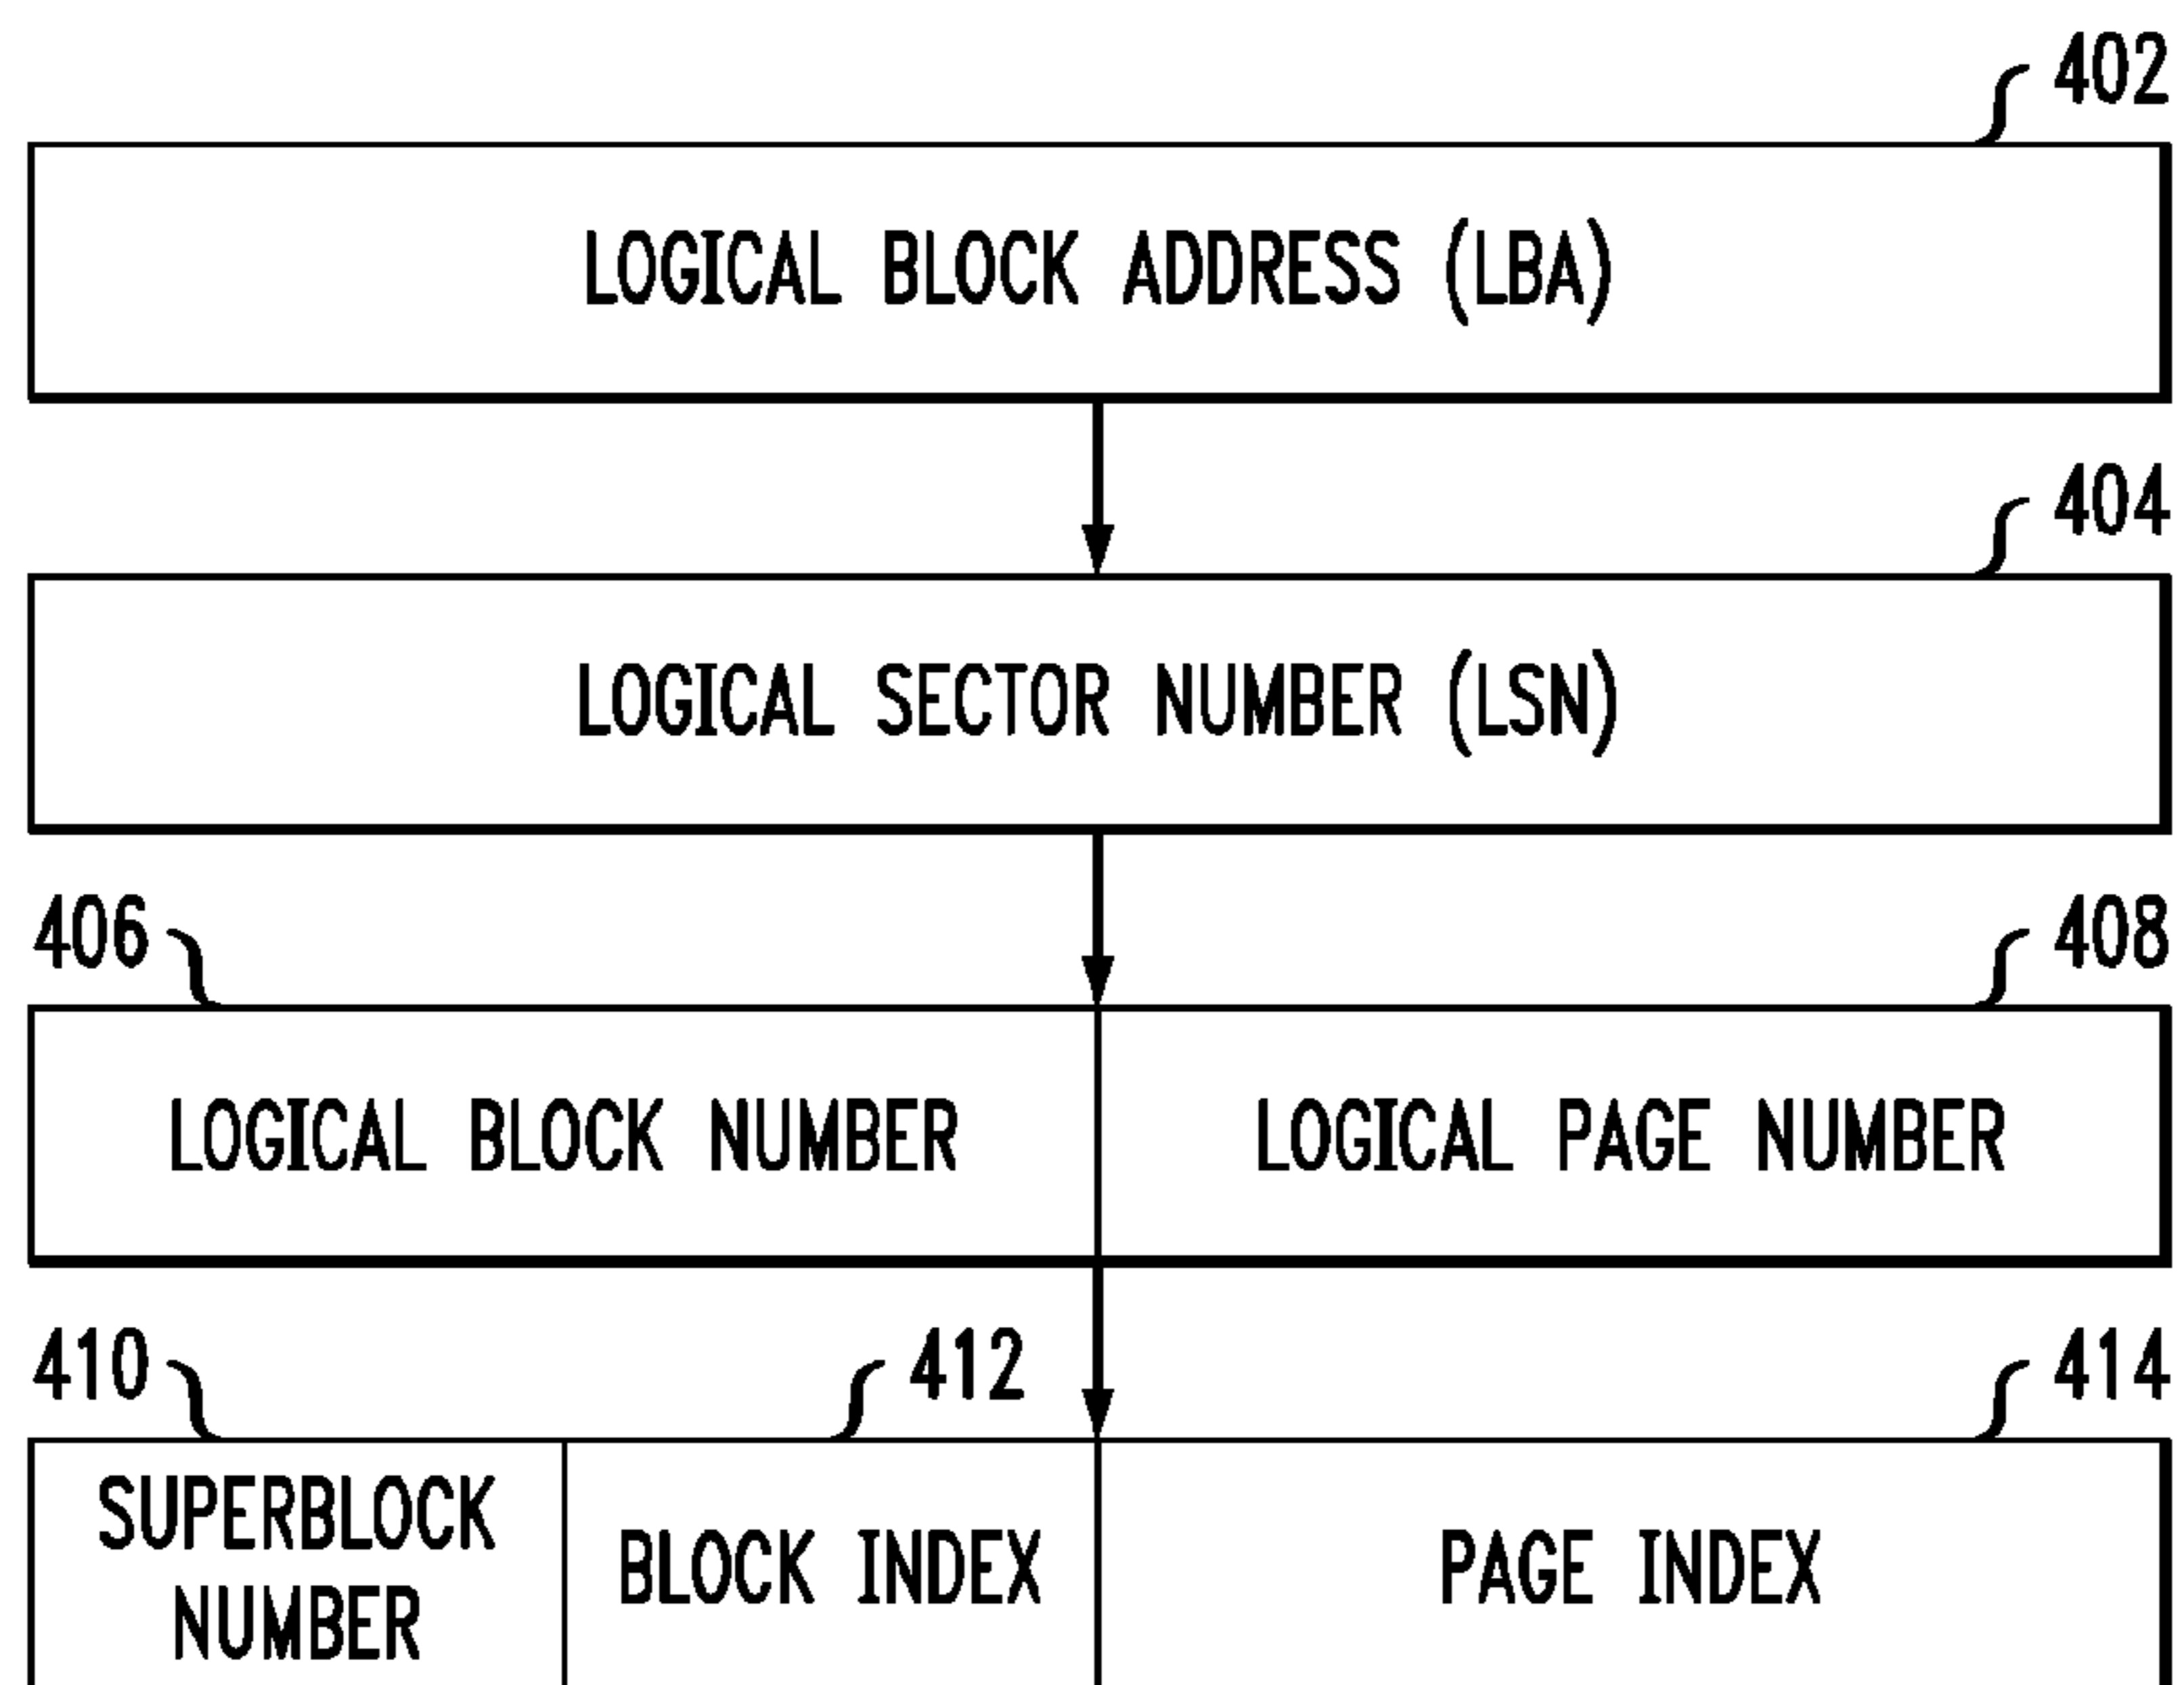 402
LOGICAL BLOCK ADDRESS (LBA)
404
LOGICAL SECTOR NUMBER (LSN)
406
408
LOGICAL BLOCK NUMBER
LOGICAL PAGE NUMBER
410
412
414
SUPERBLOCK
NUMBER
BLOCK INDEX
PAGE INDEX